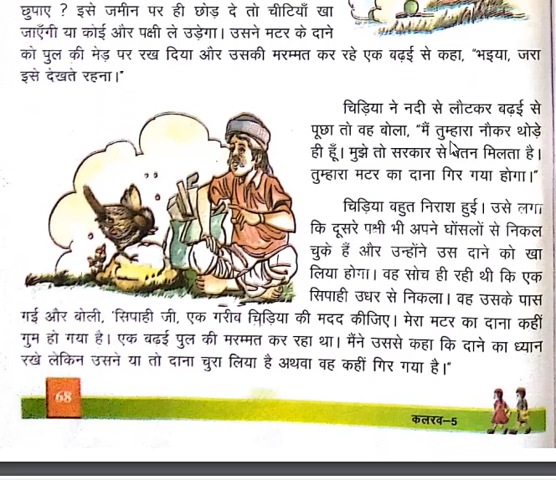 छुपाए ? इसे जमीन पर ही छोड़ दे तो चीटियाँ खा
जाएँगी या कोई और पक्षी ले उड़ेगा। उसने मटर के दाने
को पुल की मेड़ पर रख दिया और उसकी मरम्मत कर रहे एक बढ़ई से कहा, "भइया, जरा
इसे देखते रहना।"
चिड़िया ने नदी से लौटकर बढ़ई से
पूछा तो वह बोला, "मैं तुम्हारा नौकर थोड़े
ही हूँ। मुझे तो सरकार से वेतन मिलता है।
तुम्हारा मटर का दाना गिर गया होगा।"
चिड़िया बहुत निराश हुई। उसे लगा
कि दूसरे पक्षी भी अपने घोंसलों से निकल
चुके हैं और उन्होंने उस दाने को खा
लिया होगा। वह सोच ही रही थी कि एक
सिपाही उधर से निकला। वह उसके पास
गई और बोली, 'सिपाही जी, एक गरीब चिड़िया की मदद कीजिए। मेरा मटर का दाना कहीं
गुम हो गया है। एक बढई पुल की मरम्मत कर रहा था। मैंने उससे कहा कि दाने का ध्यान
रखे लेकिन उसने या तो दाना चुरा लिया है अथवा वह कहीं गिर गया है।"
68
कलरव–5